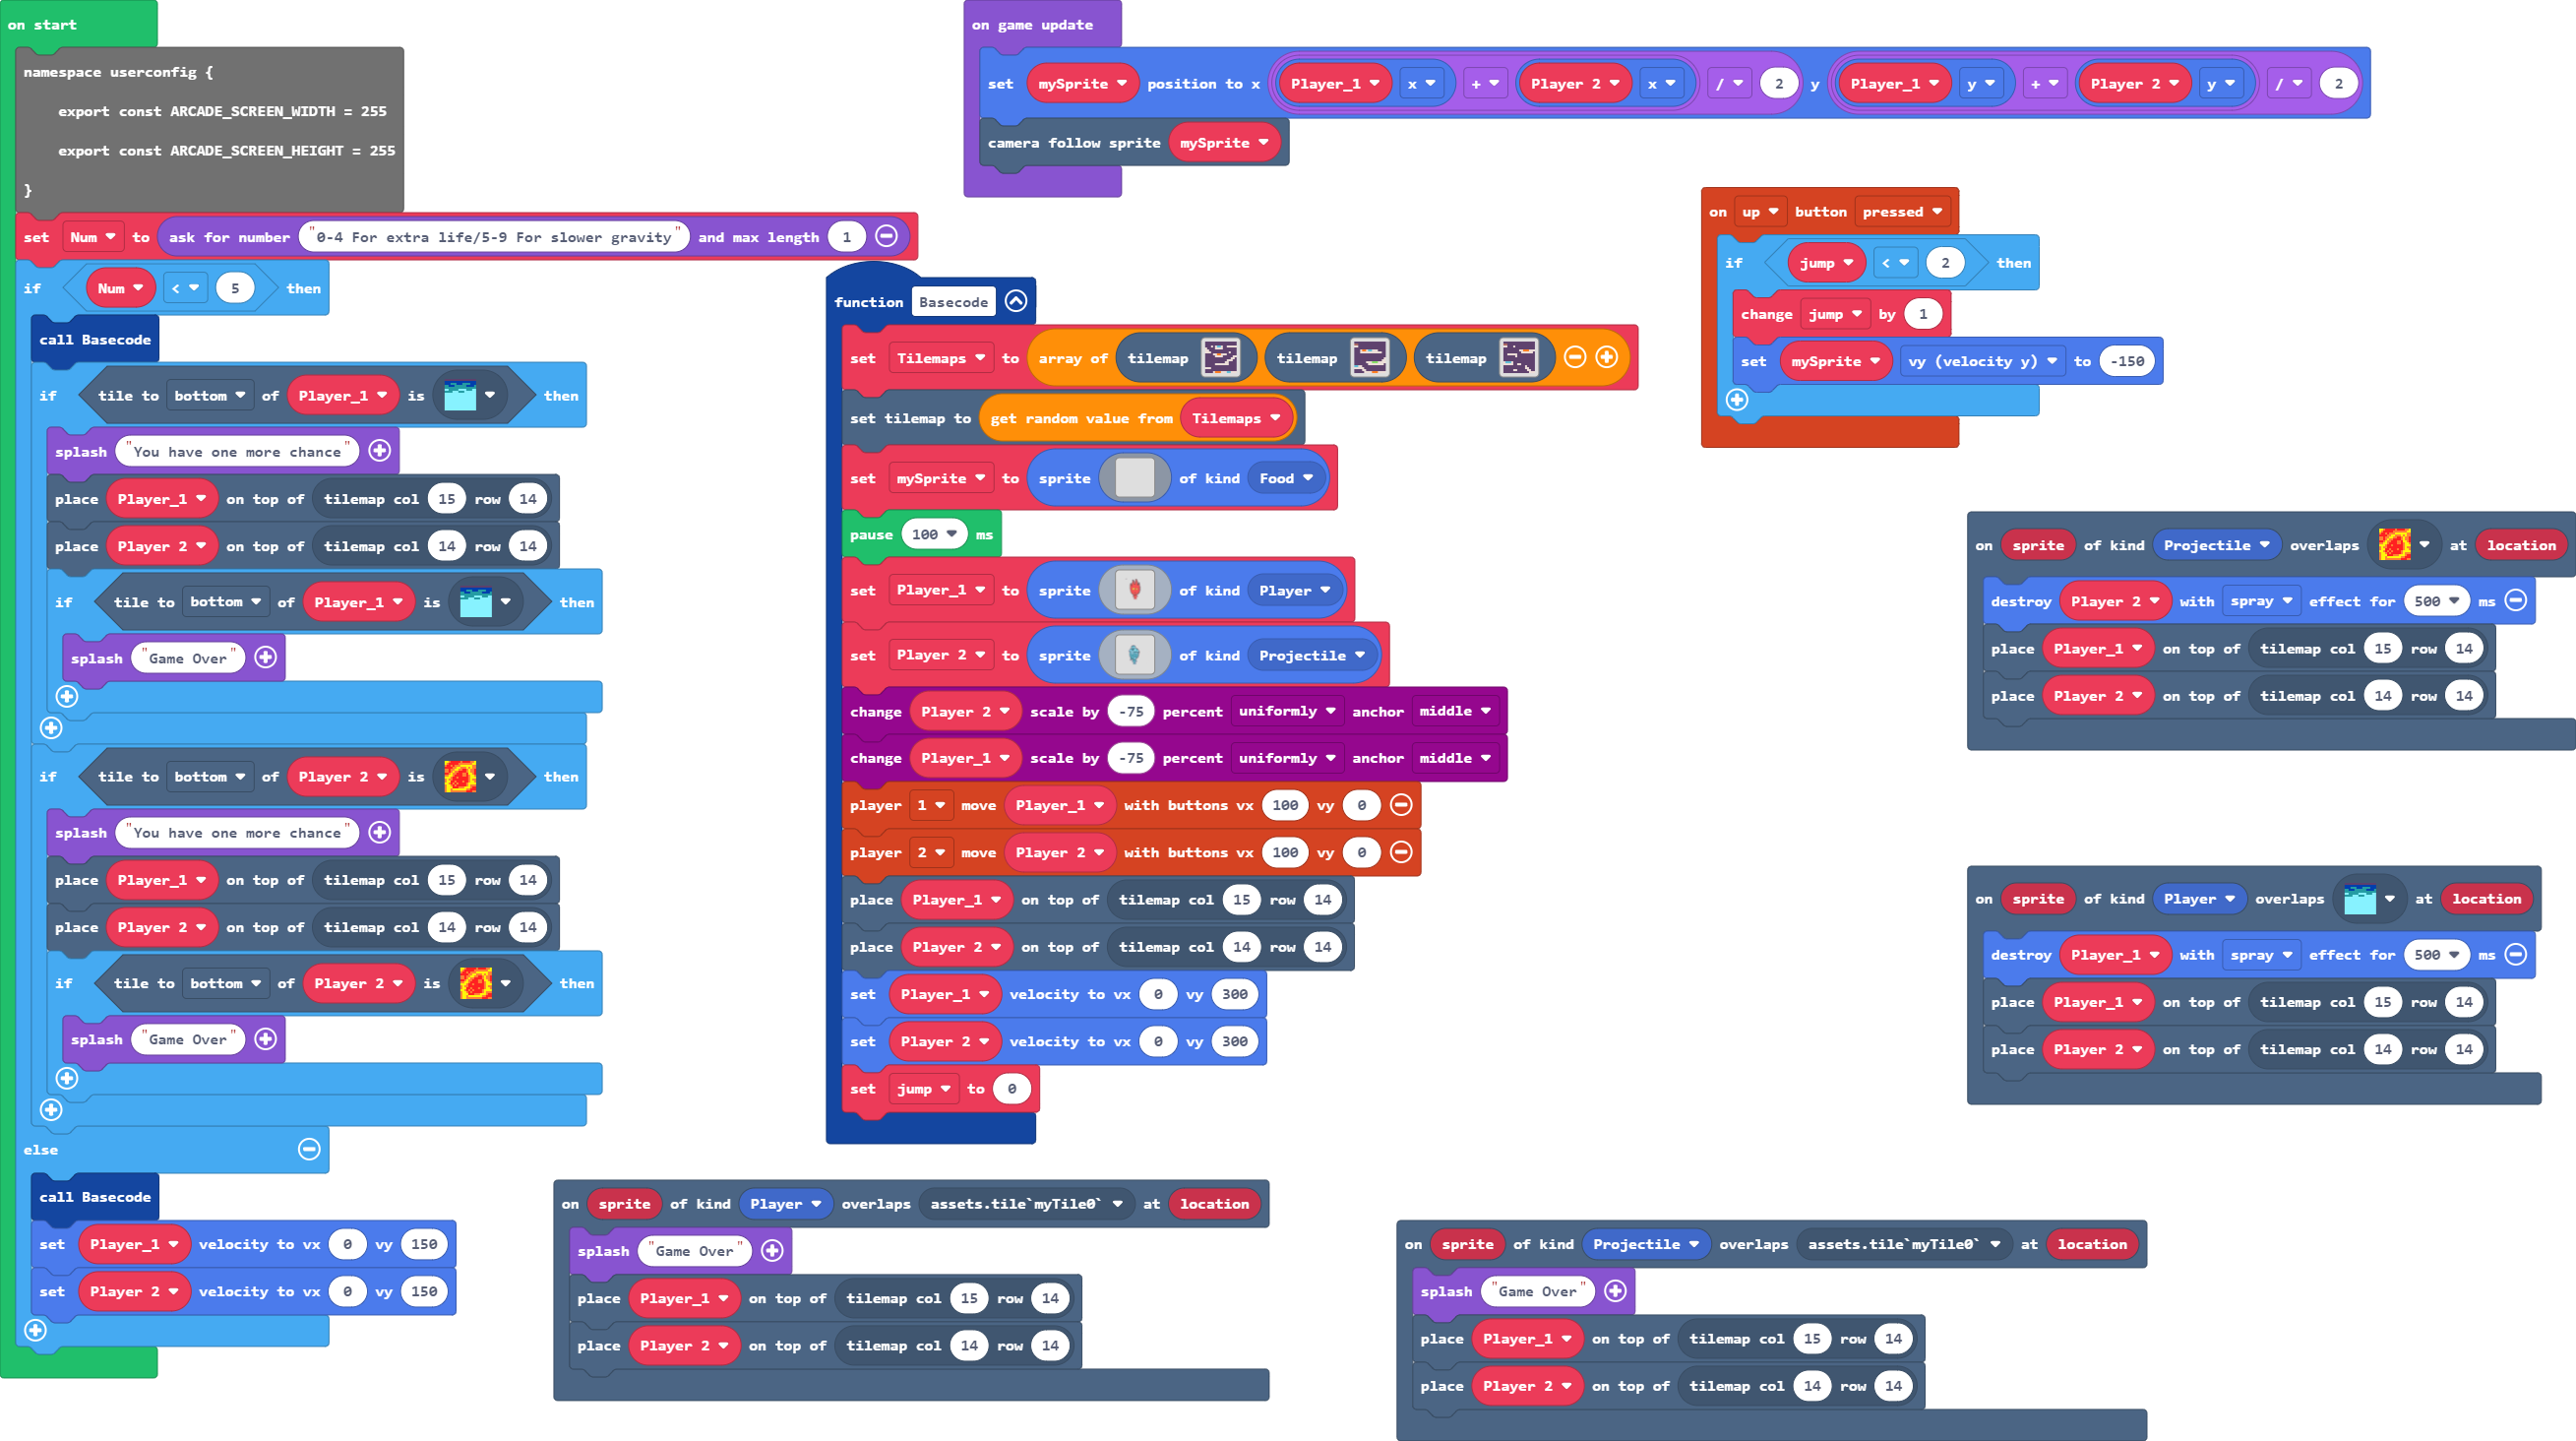 on start
namespace userconfig {
export const ARCADE_SCREEN_WIDTH = 255
export const ARCADE_SCREEN_HEIGHT = 255
}
set Num to ask for number "0-4 For extra life/5-9 For slower gravity" and max length 1
if Num < 5 then
call Basecode
if tile to bottom of Player_1 is then
splash "You have one more chance "
place Player_1 on top of tilemap col 15 row 14
place Player 2 on top of tilemap col 14 row 14
if tile to bottom of Player_1 is then
splash "Game Over"
if tile to bottom of Player 2 is then
splash "You have one more chance"
place Player_1 on top of tilemap col 15 row 14
place Player 2 on top of tilemap col 14 row 14
if tile to bottom of Player 2 is then
splash "Game Over"
else
call Basecode
set Player_1 velocity to vx 0 vy 150
set Player 2 velocity to vx 0 vy 150
on game update
set mySprite position to x Player_1 x + Player 2 x / 2 y Player_1 y + Player 2 y / 2
camera follow sprite mySprite
on up button pressed
if jump < 2 then
change jump by 1
set mySprite vy (velocity y) to -150
function Basecode
set Tilemaps to array of tilemap tilemap tilemap
set tilemap to get random value from Tilemaps
set mySprite to sprite of kind Food
pause 100 ms
set Player_1 to sprite of kind Player
set Player 2 to sprite of kind Projectile
change Player 2 scale by -75 percent uniformly anchor middle
change Player_1 scale by -75 percent uniformly anchor middle
player 1 move Player_1 with buttons vx 100 vy 0
player 2 move Player 2 with buttons vx 100 vy 0
place Player_1 on top of tilemap col 15 row 14
place Player 2 on top of tilemap col 14 row 14
set Player_1 velocity to vx 0 vy 300
set Player 2 velocity to vx 0 vy 300
set jump to 0
on sprite of kind Projectile overlaps at location
destroy Player 2 with spray effect for 500 ms
place Player_1 on top of tilemap col 15 row 14
place Player 2 on top of tilemap col 14 row 14
on sprite of kind Player overlaps at location
destroy Player_1 with spray effect for 500 ms
place Player_1 on top of tilemap col 15 row 14
place Player 2 on top of tilemap col 14 row 14
on sprite of kind Player overlaps assets.tile`myTile0` at location
splash "Game Over"
place Player_1 on top of tilemap col 15 row 14
place Player 2 on top of tilemap col 14 row 14
on sprite of kind Projectile overlaps assets.tile`myTile0` at location
splash "Game Over"
place Player_1 on top of tilemap col 15 row 14
place Player 2 on top of tilemap col 14 row 14